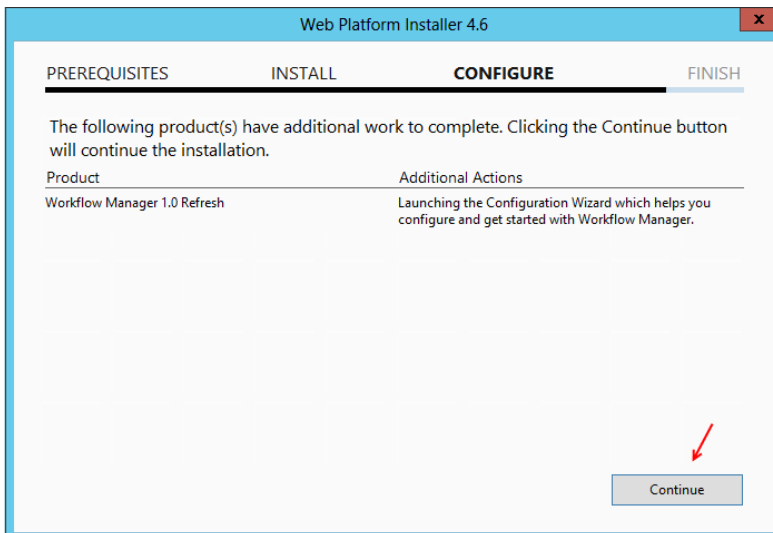 Web Platform Installer 4.6
x
PREREQUISITES INSTALL CONFIGURE FINISH
The following product(s) have additional work to complete. Clicking the Continue button
will continue the installation.
Product Additional Actions
Workflow Manager 1.0 Refresh Launching the Configuration Wizard which helps you
configure and get started with Workflow Manager.
Continue